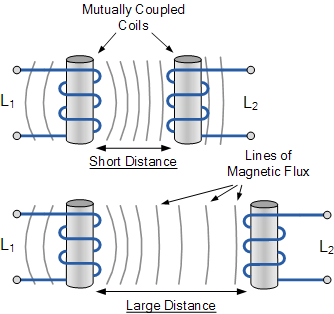 Mutually Coupled
Coils
L1
L2
Short Distance
Lines of
Magnetic Flux
L1
L2
Large Distance